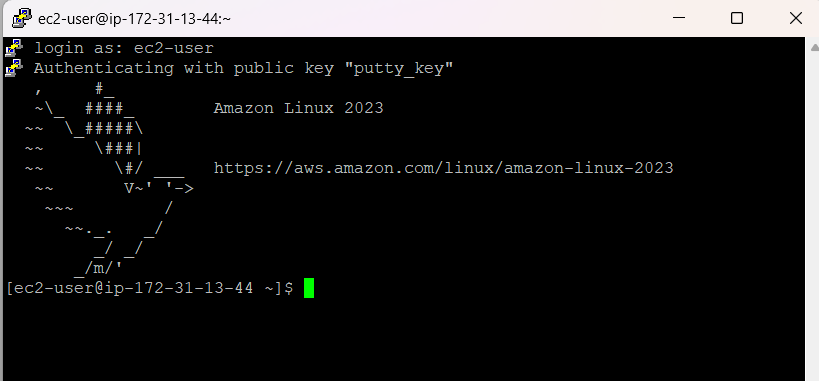 ec2-user@ip-172-31-13-44:~
login as: ec2-user
Authenticating with public key "putty_key"
   ,     #_
   ~\_  ####_        Amazon Linux 2023
  ~~  \_#####\
  ~~     \###|
  ~~       \#/ ___   https://aws.amazon.com/linux/amazon-linux-2023
   ~~       V~' '->
    ~~~         /
      ~~._.   _/
         _/ _/
       _/m/'
[ec2-user@ip-172-31-13-44 ~]$